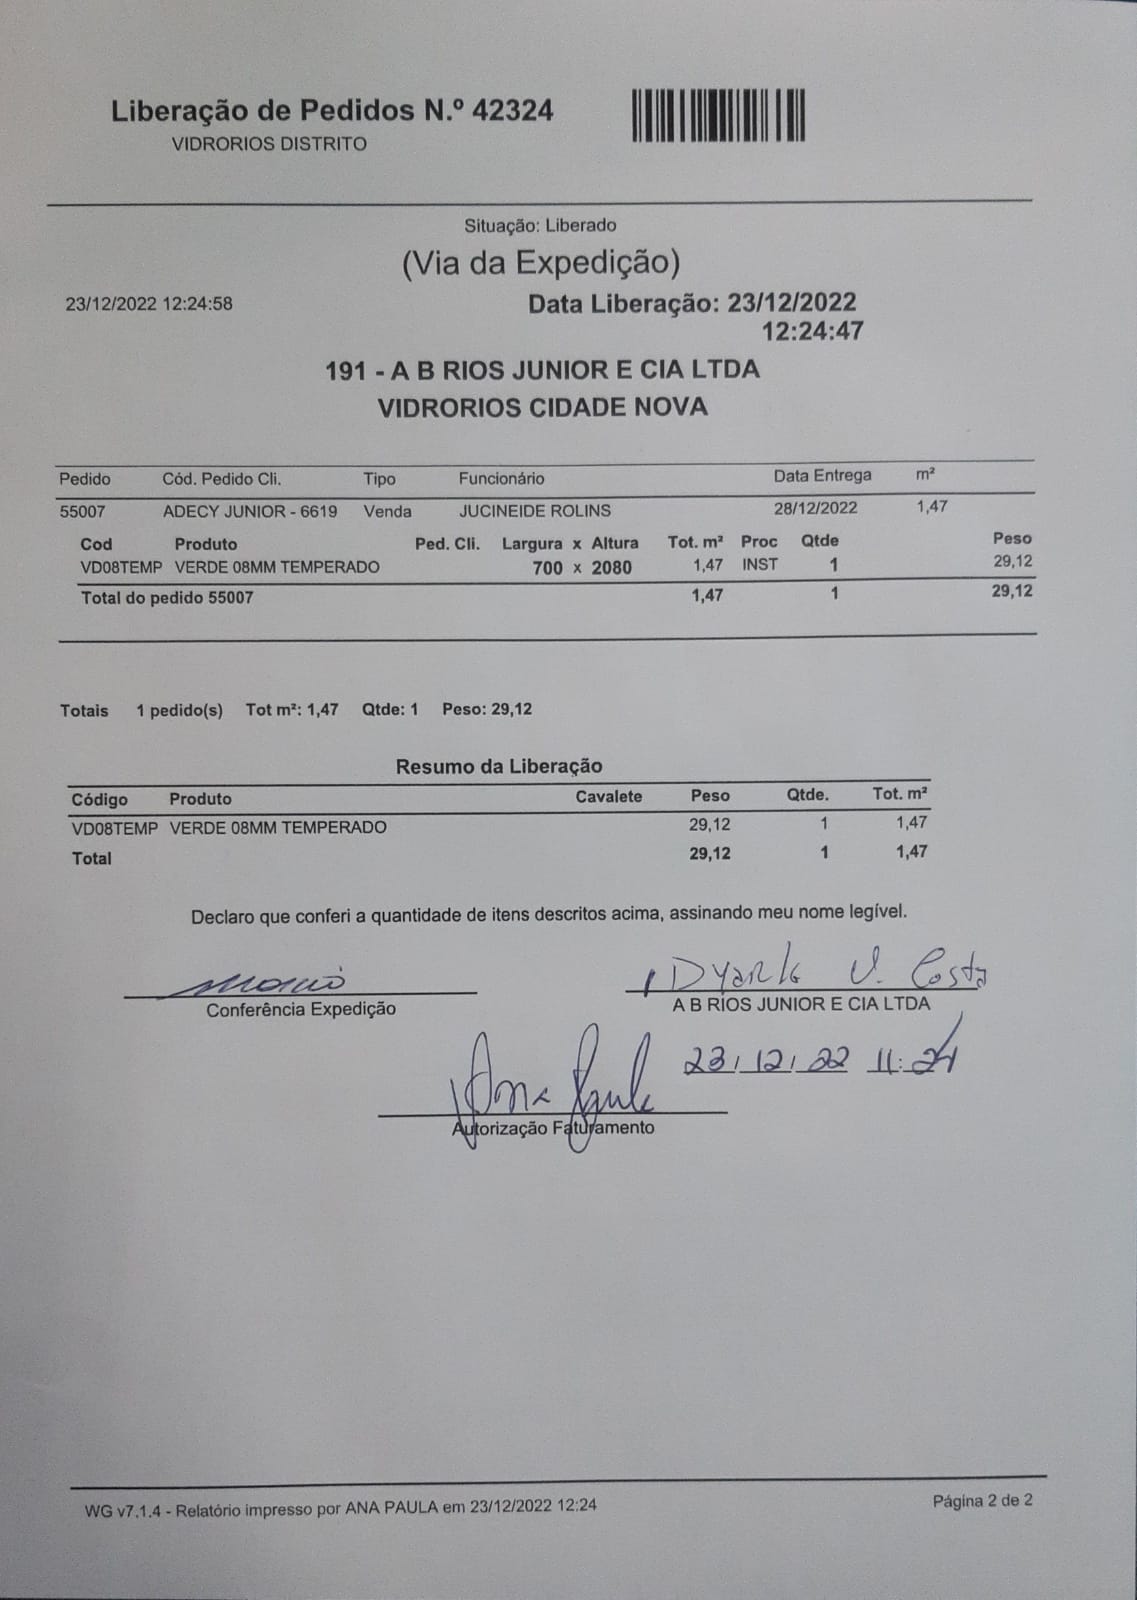 Liberação de Pedidos N.º 42324
VIDRORIOS DISTRITO
Situação: Liberado
(Via da Expedição)
23/12/2022 12:24:58
Data Liberação: 23/12/2022
12:24:47
191 - A B RIOS JUNIOR E CIA LTDA
VIDRORIOS CIDADE NOVA
Pedido Cód. Pedido Cli. Tipo Funcionário Data Entrega m²
55007 ADECY JUNIOR - 6619 Venda JUCINEIDE ROLINS 28/12/2022 1,47
Cod Produto Ped. Cli. Largura x Altura Tot. m² Proc Qtde Peso
VD08TEMP VERDE 08MM TEMPERADO 700 x 2080 1,47 INST 1 29,12
Total do pedido 55007 1,47 1 29,12
Totais 1 pedido(s) Tot m²: 1,47 Qtde: 1 Peso: 29,12
Resumo da Liberação
Código Produto Cavalete Peso Qtde. Tot. m²
VD08TEMP VERDE 08MM TEMPERADO 29,12 1 1,47
Total 29,12 1 1,47
Declaro que conferi a quantidade de itens descritos acima, assinando meu nome legível.
V. Costa
Conferência Expedição A B RIOS JUNIOR E CIA LTDA
23/12/22 11:24
Ana Paula
Autorização Faturamento
WG v7.1.4 - Relatório impresso por ANA PAULA em 23/12/2022 12:24 Página 2 de 2